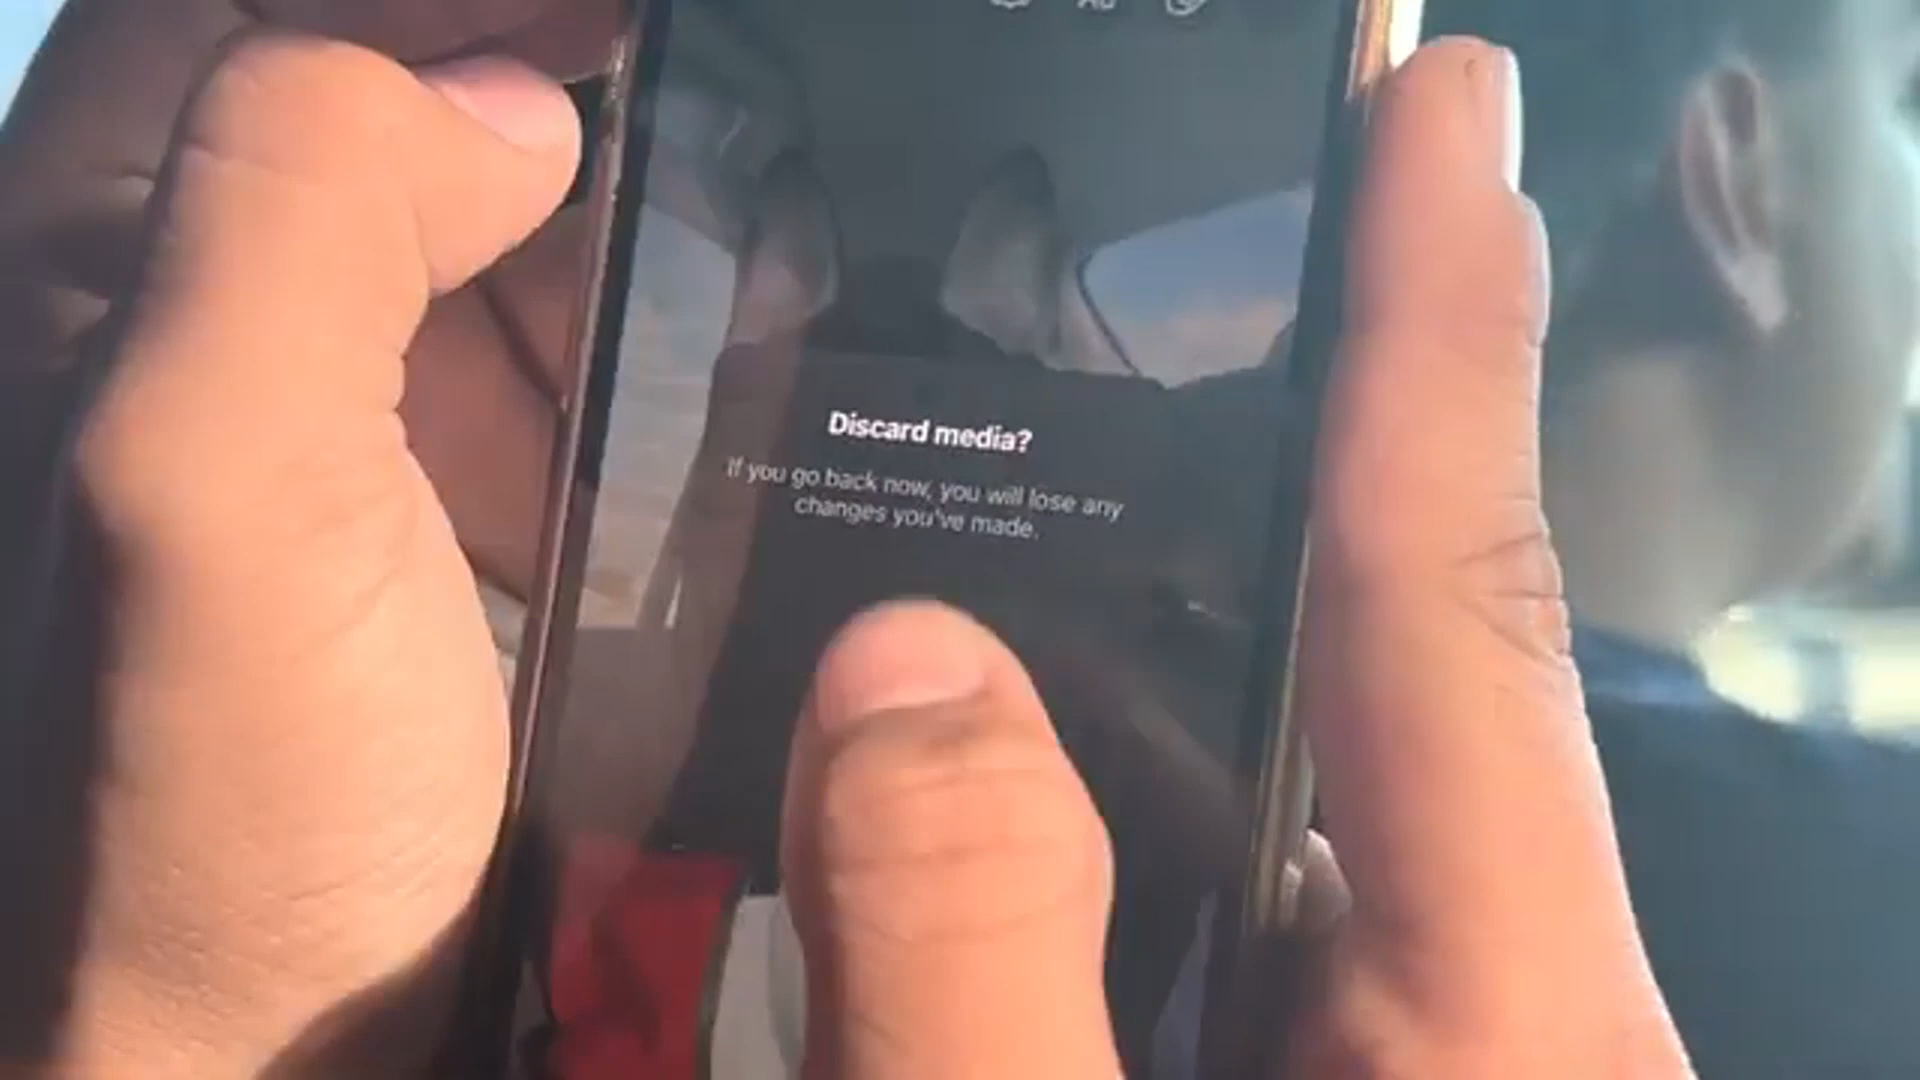 Discard media?
If you go back now, you will lose any
changes you've made.